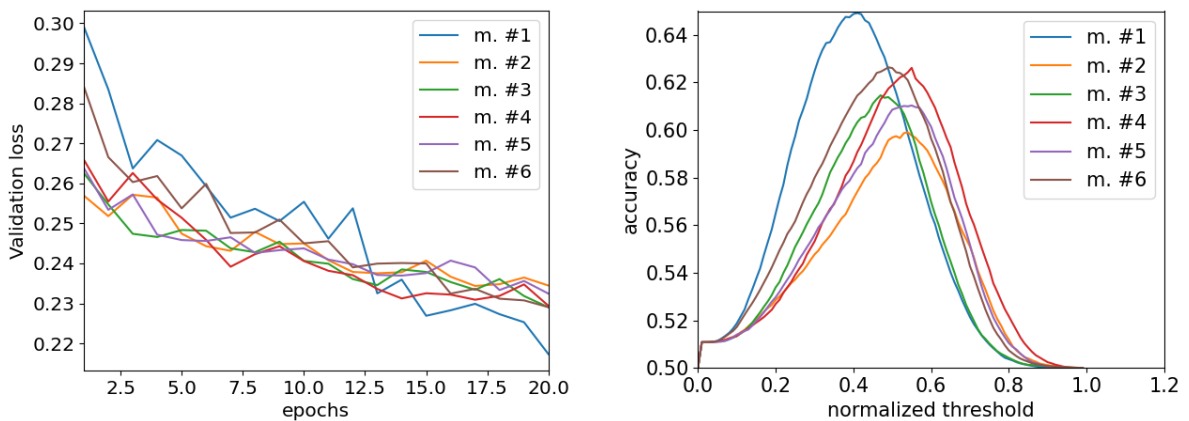 0.30
0.29
0.28
0.27
0.26
0.25
0.24
0.23
0.22
Validation loss
2.5 5.0 7.5 10.0 12.5 15.0 17.5 20.0
epochs
m. #1
m. #2
m. #3
m. #4
m. #5
m. #6
0.64
0.62
0.60
0.58
0.56
0.54
0.52
0.50
accuracy
0.0 0.2 0.4 0.6 0.8 1.0 1.2
normalized threshold
m. #1
m. #2
m. #3
m. #4
m. #5
m. #6